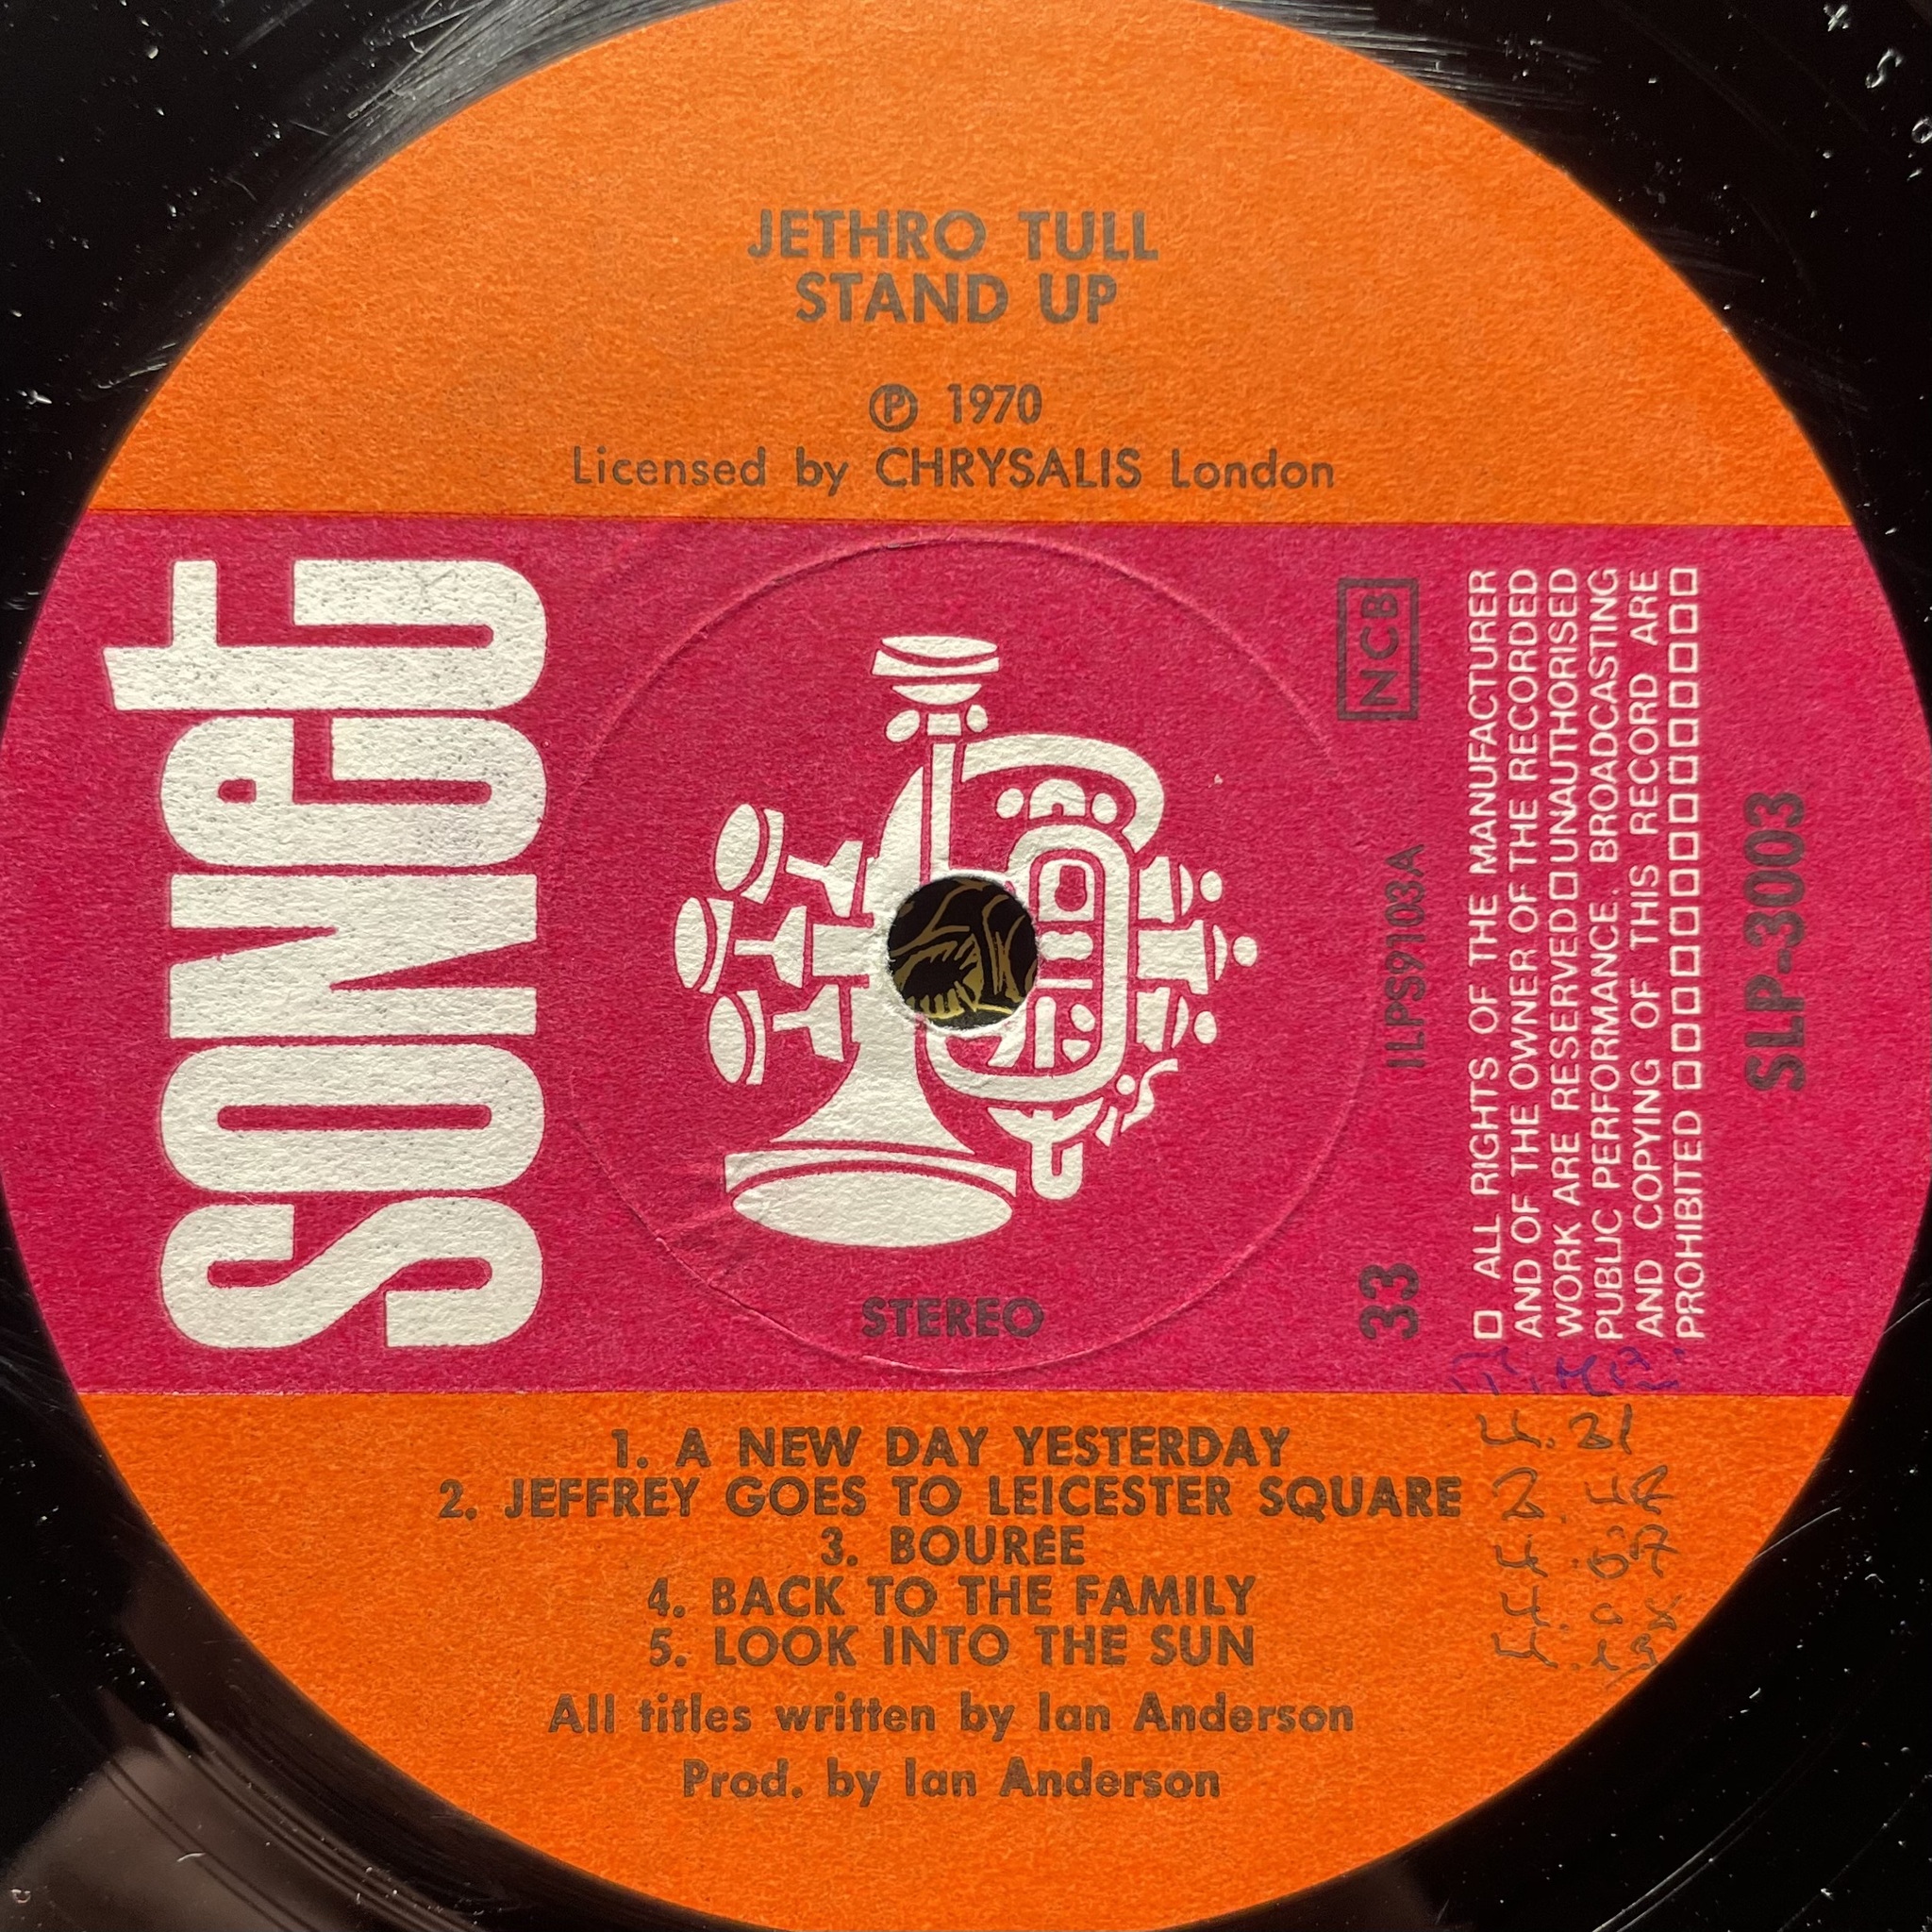 JETHRO TULL
STAND UP
Ⓟ 1970
Licensed by CHRYSALIS London
SONET
NCB
ILPS9103A
33
□ ALL RIGHTS OF THE MANUFACTURER
AND OF THE OWNER OF THE RECORDED
WORK ARE RESERVED□UNAUTHORISED
PUBLIC PERFORMANCE. BROADCASTING
AND COPYING OF THIS RECORD ARE
PROHIBITED □□□□□□□□□□□□
SLP-3003
STEREO
1. A NEW DAY YESTERDAY
2. JEFFREY GOES TO LEICESTER SQUARE
3. BOURÉE
4. BACK TO THE FAMILY
5. LOOK INTO THE SUN
All titles written by Ian Anderson
Prod. by Ian Anderson